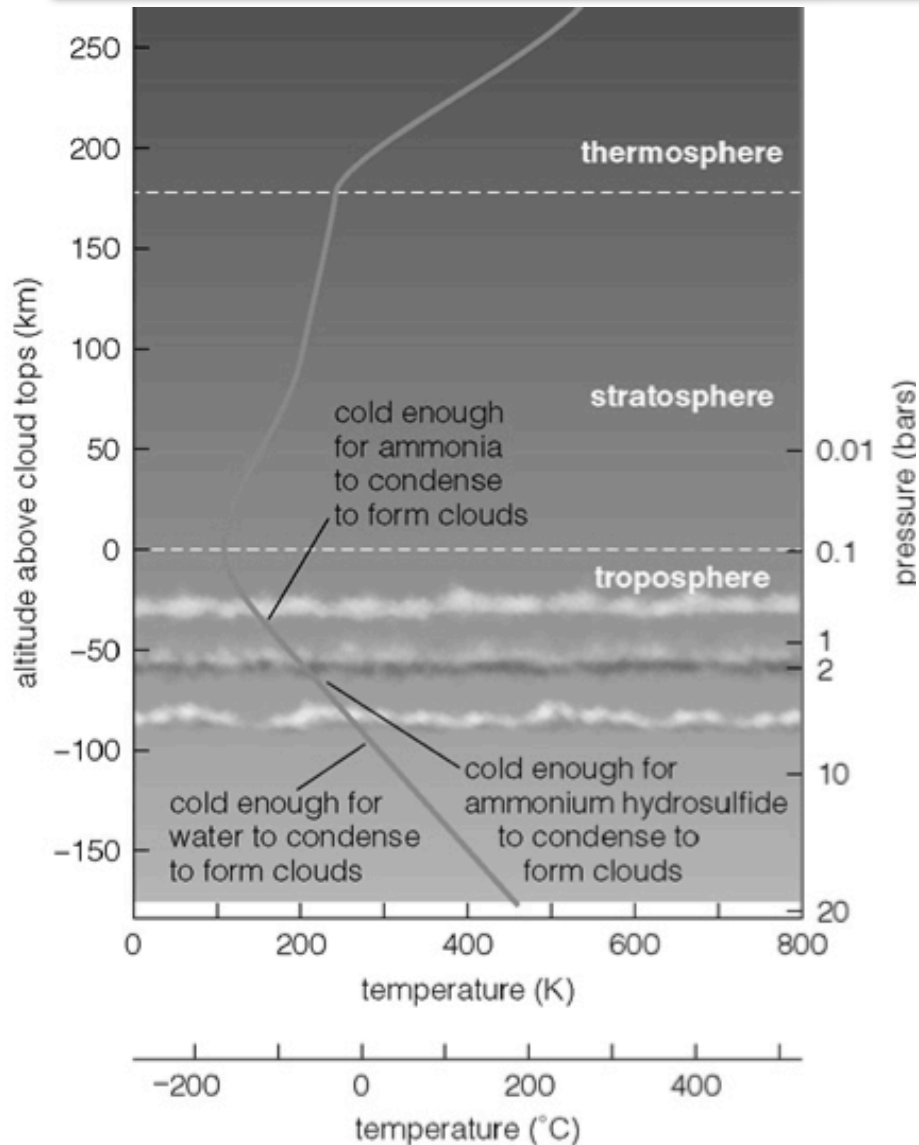 250
200
thermosphere
150
100
stratosphere
cold enough
for ammonia
to condense
to form clouds
50
0.01
0
0.1
troposphere
−50
1
2
−100
10
cold enough for
water to condense
to form clouds
cold enough for
ammonium hydrosulfide
to condense to
form clouds
−150
20
altitude above cloud tops (km)
pressure (bars)
0 200 400 600 800
temperature (K)
−200 0 200 400
temperature (°C)